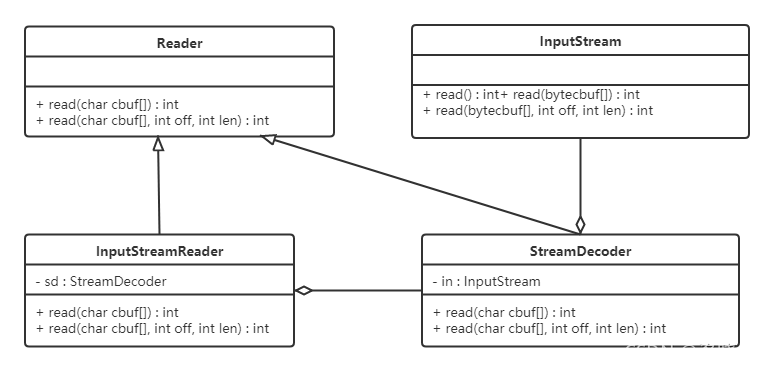 Reader
+ read(char cbuf[]) : int
+ read(char cbuf[], int off, int len) : int
InputStream
+ read() : int+ read(bytecbuf[]) : int
+ read(bytecbuf[], int off, int len) : int
InputStreamReader
- sd : StreamDecoder
+ read(char cbuf[]) : int
+ read(char cbuf[], int off, int len) : int
StreamDecoder
- in : InputStream
+ read(char cbuf[]) : int
+ read(char cbuf[], int off, int len) : int